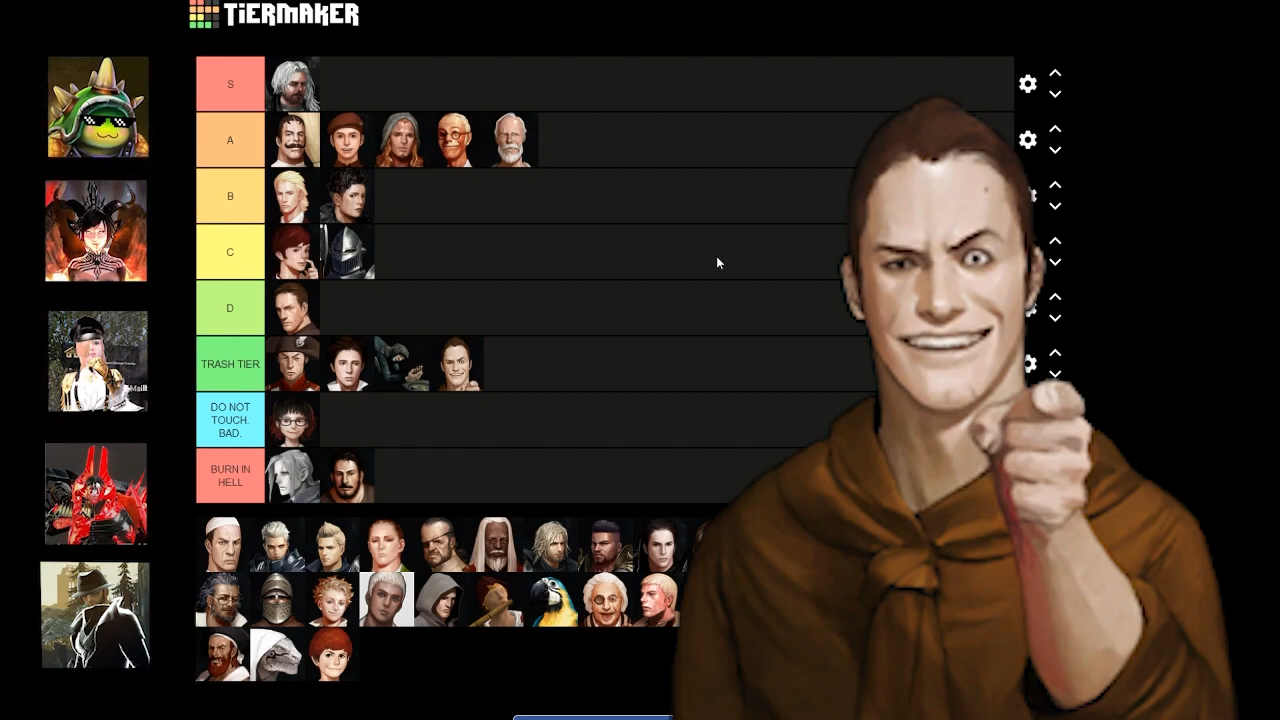 TiERMAKER
S
A
B
C
D
TRASH TIER
DO NOT
TOUCH.
BAD.
BURN IN
HELL